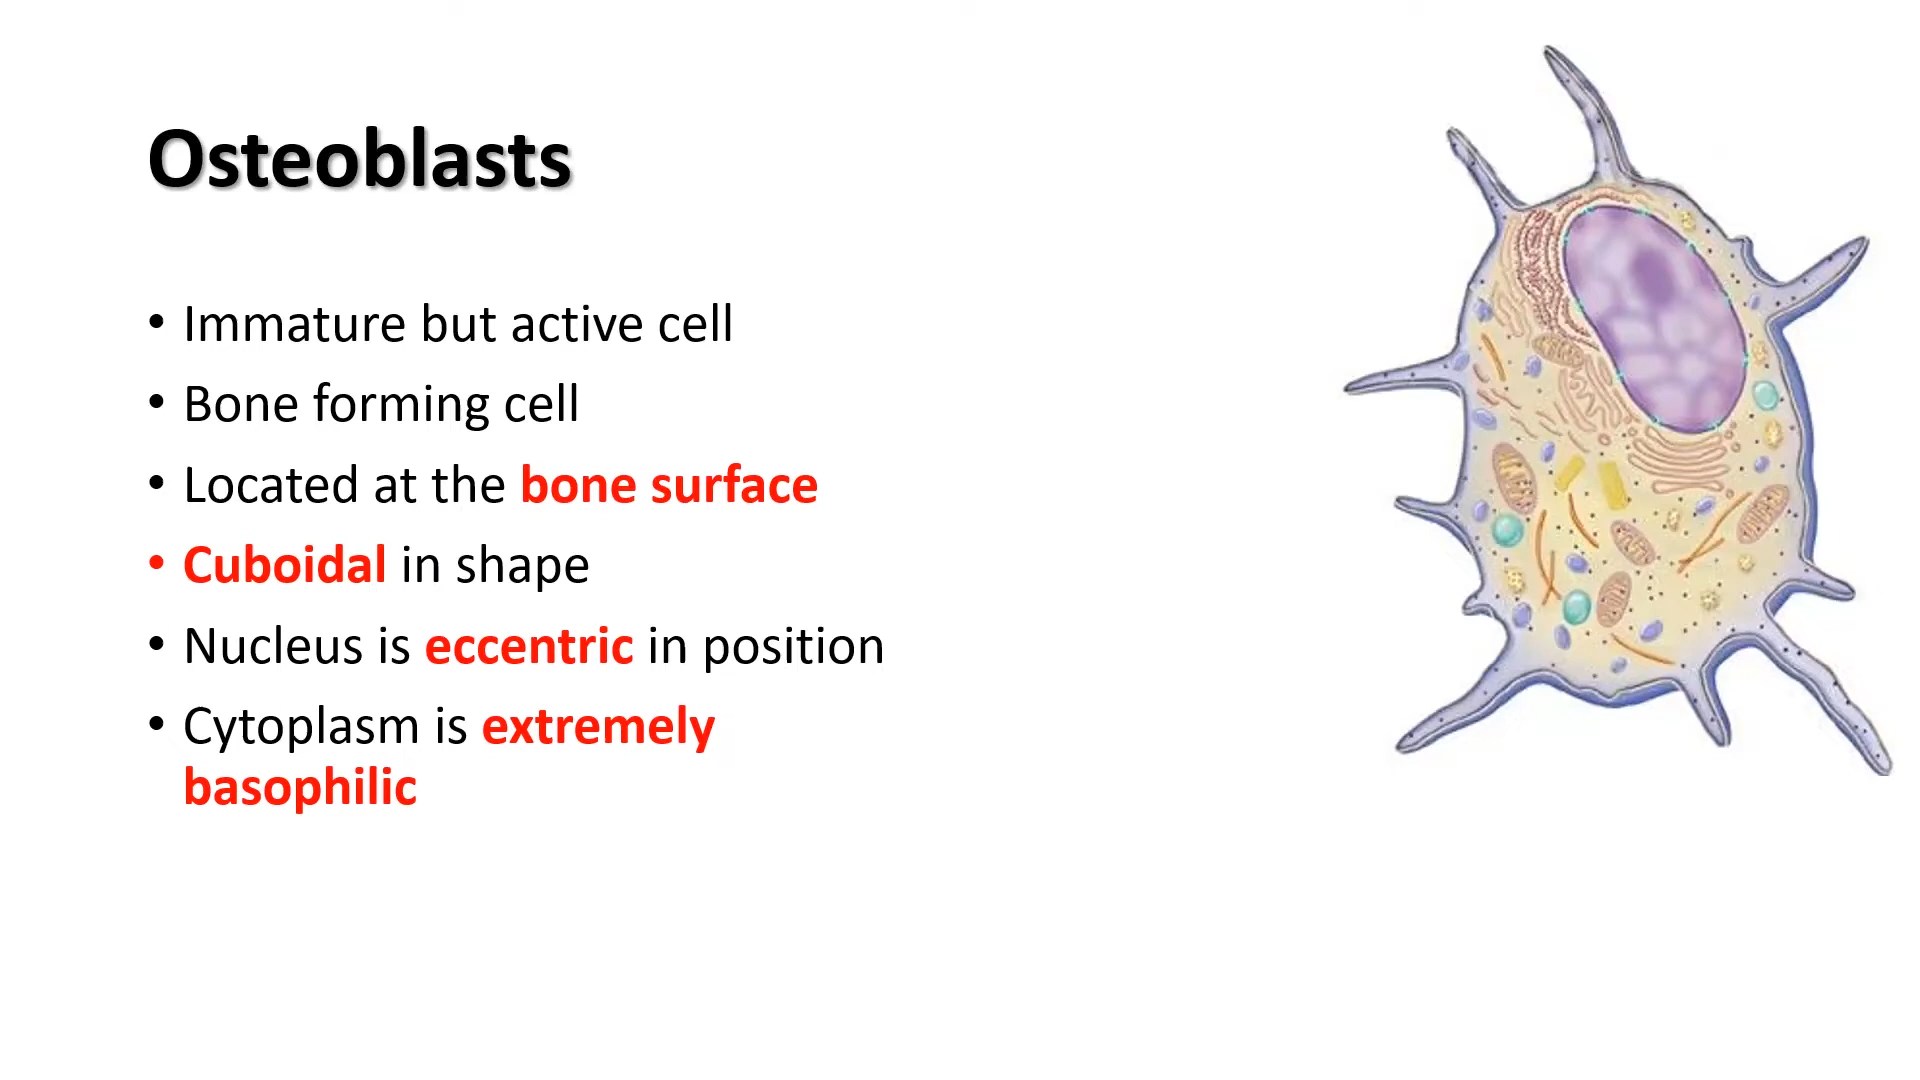 Osteoblasts
• Immature but active cell
• Bone forming cell
• Located at the bone surface
• Cuboidal in shape
• Nucleus is eccentric in position
• Cytoplasm is extremely
basophilic